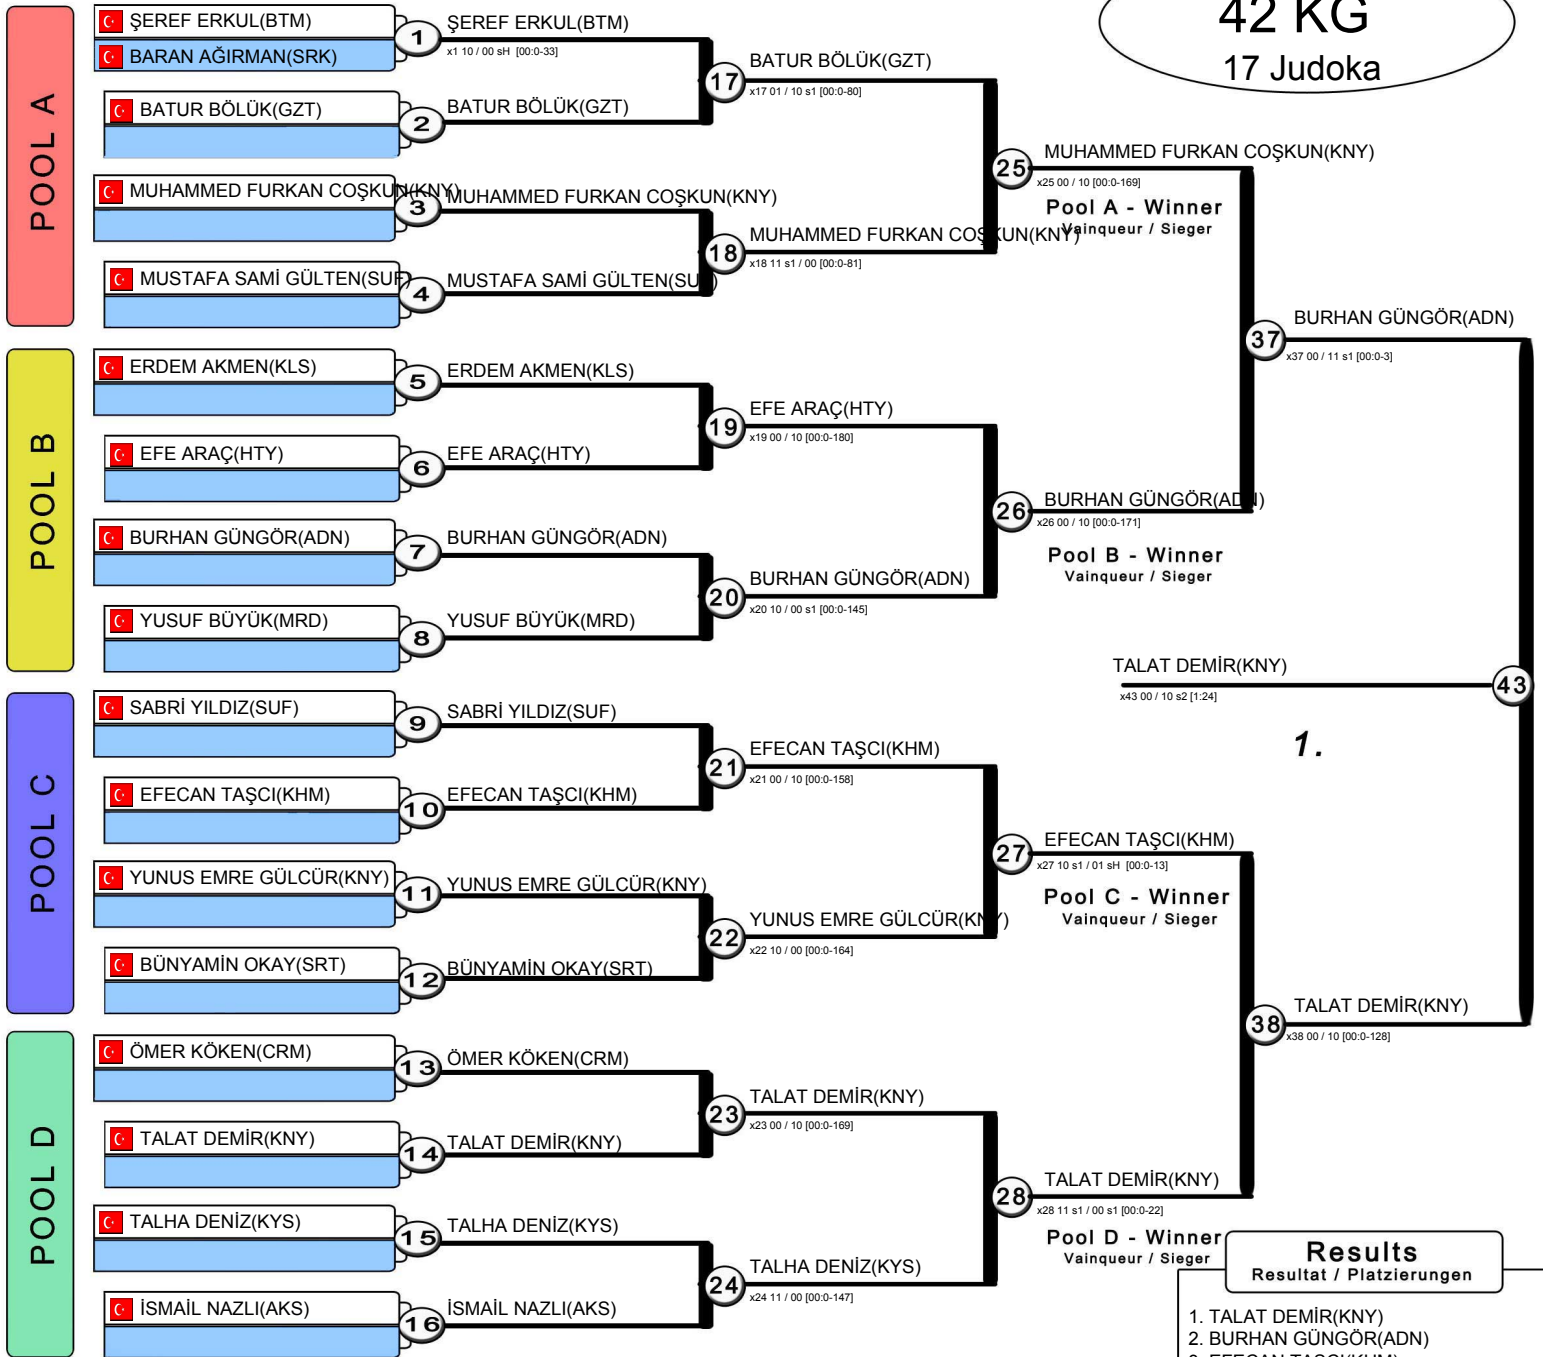 42 KG
17 Judoka
POOL A
ŞEREF ERKUL(BTM)
BARAN AĞIRMAN(SRK)
1
BATUR BÖLÜK(GZT)
2
MUHAMMED FURKAN COŞKUN(KNY)
3
MUSTAFA SAMİ GÜLTEN(SUF)
4
POOL B
ERDEM AKMEN(KLS)
5
EFE ARAÇ(HTY)
6
BURHAN GÜNGÖR(ADN)
7
YUSUF BÜYÜK(MRD)
8
POOL C
SABRİ YILDIZ(SUF)
9
EFECAN TAŞCI(KHM)
10
YUNUS EMRE GÜLCÜR(KNY)
11
BÜNYAMİN OKAY(SRT)
12
POOL D
ÖMER KÖKEN(CRM)
13
TALAT DEMİR(KNY)
14
TALHA DENİZ(KYS)
15
İSMAİL NAZLI(AKS)
16
ŞEREF ERKUL(BTM)
x1 10 / 00 sH [00:0-33]
BATUR BÖLÜK(GZT)
MUHAMMED FURKAN COŞKUN(KNY)
MUSTAFA SAMİ GÜLTEN(SUF)
ERDEM AKMEN(KLS)
EFE ARAÇ(HTY)
BURHAN GÜNGÖR(ADN)
YUSUF BÜYÜK(MRD)
SABRİ YILDIZ(SUF)
EFECAN TAŞCI(KHM)
YUNUS EMRE GÜLCÜR(KNY)
BÜNYAMİN OKAY(SRT)
ÖMER KÖKEN(CRM)
TALAT DEMİR(KNY)
TALHA DENİZ(KYS)
İSMAİL NAZLI(AKS)
17
BATUR BÖLÜK(GZT)
x17 01 / 10 s1 [00:0-80]
18
MUHAMMED FURKAN COŞKUN(KNY)
x18 11 s1 / 00 [00:0-81]
19
EFE ARAÇ(HTY)
x19 00 / 10 [00:0-180]
20
BURHAN GÜNGÖR(ADN)
x20 10 / 00 s1 [00:0-145]
21
EFECAN TAŞCI(KHM)
x21 00 / 10 [00:0-158]
22
YUNUS EMRE GÜLCÜR(KNY)
x22 10 / 00 [00:0-164]
23
TALAT DEMİR(KNY)
x23 00 / 10 [00:0-169]
24
TALHA DENİZ(KYS)
x24 11 / 00 [00:0-147]
25
MUHAMMED FURKAN COŞKUN(KNY)
x25 00 / 10 [00:0-169]
Pool A - Winner
Vainqueur / Sieger
26
BURHAN GÜNGÖR(ADN)
x26 00 / 10 [00:0-171]
Pool B - Winner
Vainqueur / Sieger
27
EFECAN TAŞCI(KHM)
x27 10 s1 / 01 sH [00:0-13]
Pool C - Winner
Vainqueur / Sieger
28
TALAT DEMİR(KNY)
x28 11 s1 / 00 s1 [00:0-22]
Pool D - Winner
Vainqueur / Sieger
37
BURHAN GÜNGÖR(ADN)
x37 00 / 11 s1 [00:0-3]
38
TALAT DEMİR(KNY)
x38 00 / 10 [00:0-128]
TALAT DEMİR(KNY)
43
x43 00 / 10 s2 [1:24]
1.
Results
Resultat / Platzierungen
1. TALAT DEMİR(KNY)
2. BURHAN GÜNGÖR(ADN)